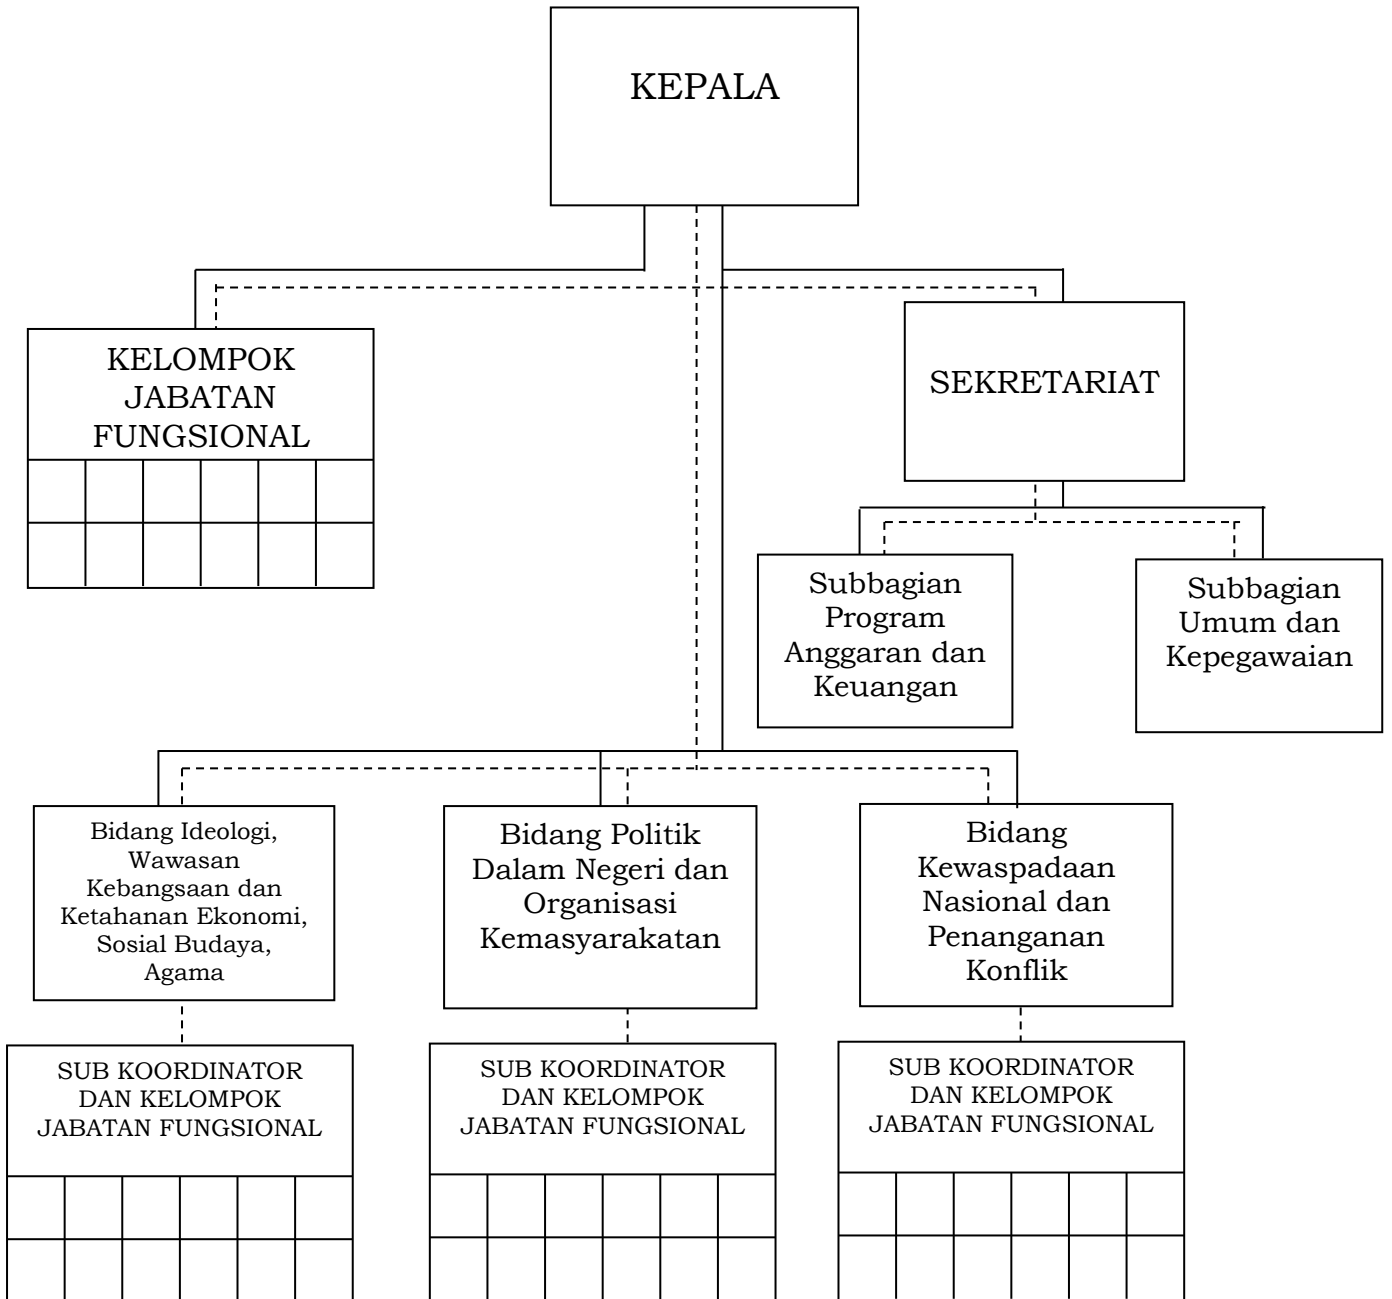 KEPALA
KELOMPOK
JABATAN
FUNGSIONAL
SEKRETARIAT
Subbagian
Program
Anggaran dan
Keuangan
Subbagian
Umum dan
Kepegawaian
Bidang Ideologi,
Wawasan
Kebangsaan dan
Ketahanan Ekonomi,
Sosial Budaya,
Agama
Bidang Politik
Dalam Negeri dan
Organisasi
Kemasyarakatan
Bidang
Kewaspadaan
Nasional dan
Penanganan
Konflik
SUB KOORDINATOR
DAN KELOMPOK
JABATAN FUNGSIONAL
SUB KOORDINATOR
DAN KELOMPOK
JABATAN FUNGSIONAL
SUB KOORDINATOR
DAN KELOMPOK
JABATAN FUNGSIONAL